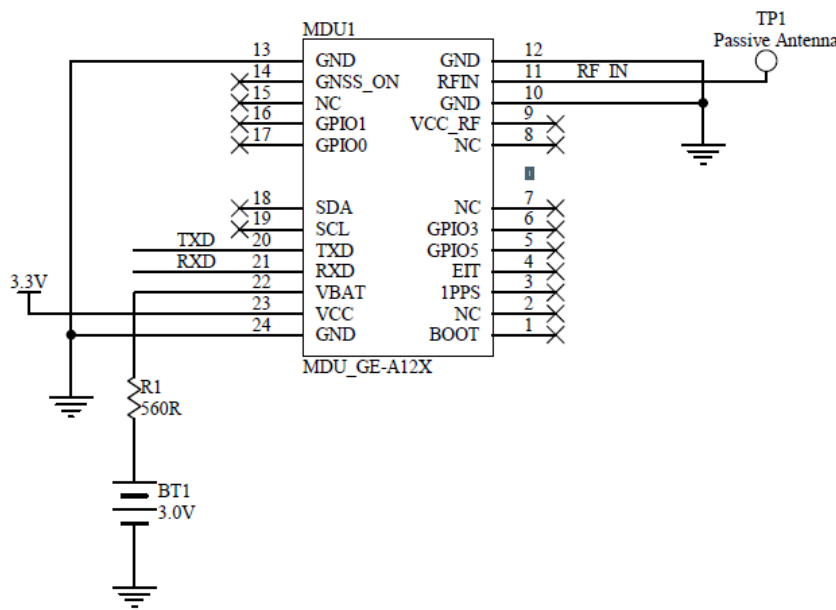 MDU1
TP1
Passive Antenna
13 GND GND 12
14 GNSS_ON RFIN 11 RF IN
15 NC GND 10
16 GPIO1 VCC_RF 9
17 GPIO0 NC 8
18 SDA NC 7
19 SCL GPIO3 6
TXD 20 TXD GPIO5 5
RXD 21 RXD EIT 4
3.3V 22 VBAT 1PPS 3
23 VCC NC 2
24 GND BOOT 1
MDU_GE-A12X
R1
560R
BT1
3.0V